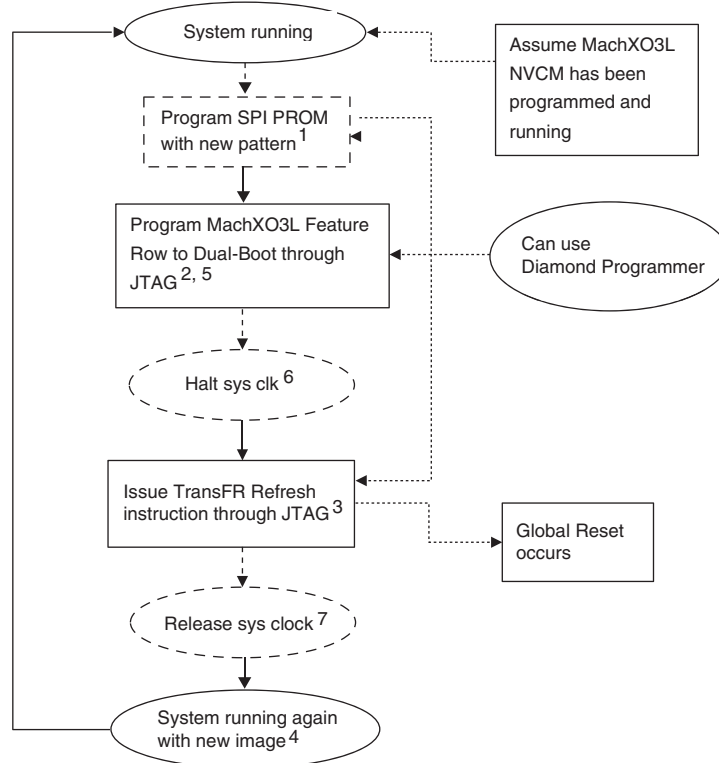 System running
Assume MachXO3L
NVCM has been
programmed and
running
Program SPI PROM
with new pattern 1
Program MachXO3L Feature
Row to Dual-Boot through
JTAG 2, 5
Can use
Diamond Programmer
Halt sys clk 6
Issue TransFR Refresh
instruction through JTAG 3
Global Reset
occurs
Release sys clock 7
System running again
with new image 4